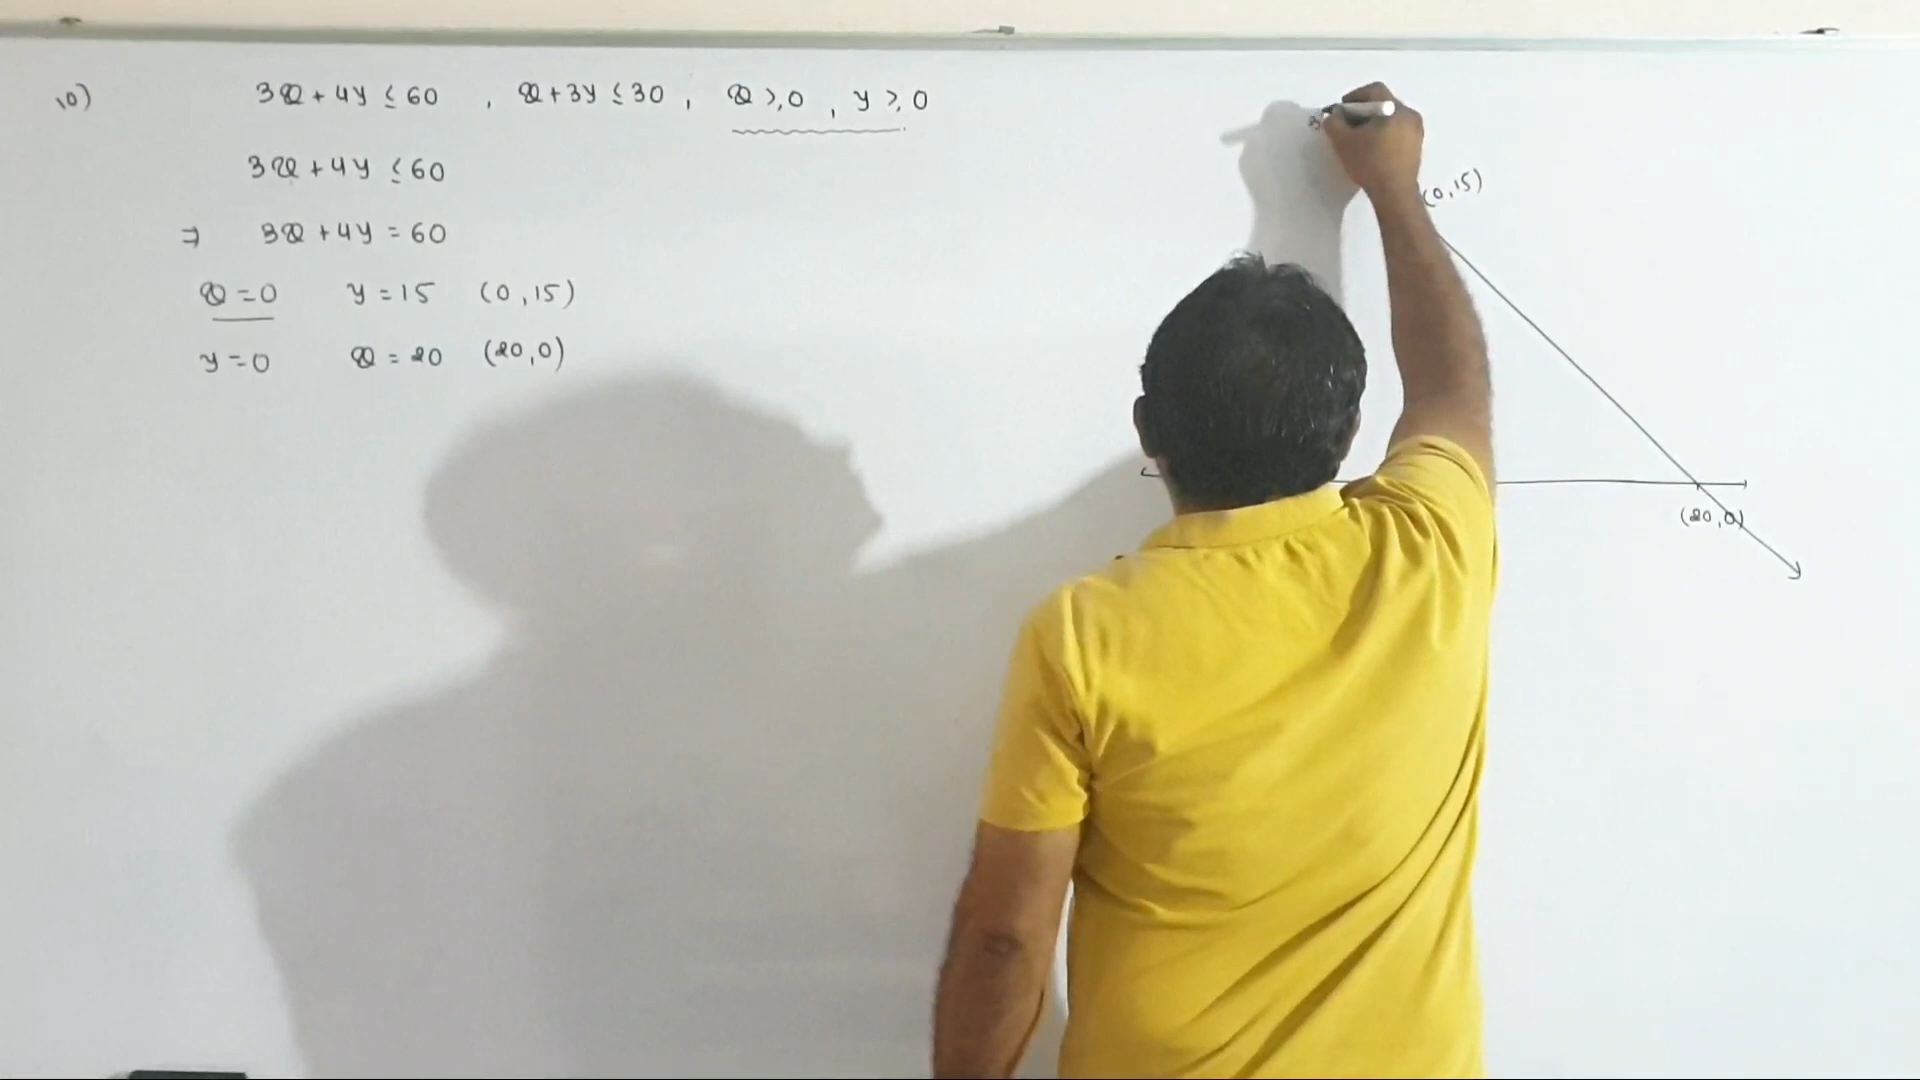 10) 3x + 4y ≤ 60 , x + 3y ≤ 30 , x ≥ 0 , y ≥ 0
3x + 4y ≤ 60
⇒ 3x + 4y = 60
x = 0 y = 15 (0,15)
y = 0 x = 20 (20,0)
(0,15)
(20,0)